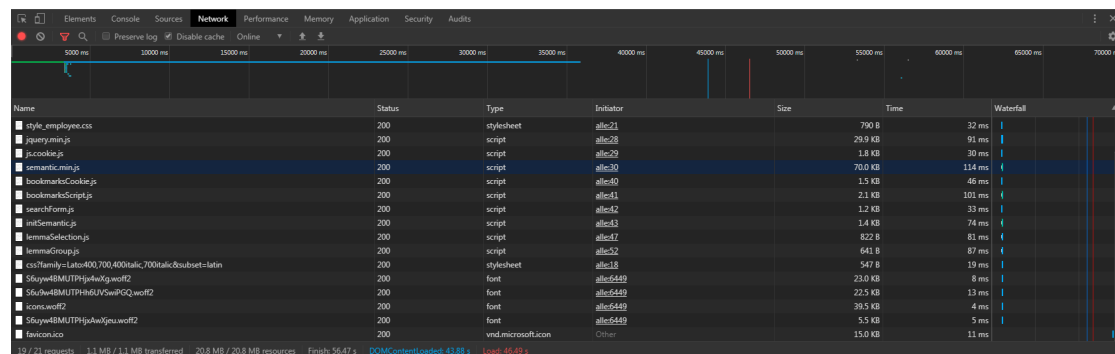 Elements Console Sources Network Performance Memory Application Security Audits
Preserve log Disable cache Online
5000 ms 10000 ms 15000 ms 20000 ms 25000 ms 30000 ms 35000 ms 40000 ms 45000 ms 50000 ms 55000 ms 60000 ms 65000 ms 70000
Name Status Type Initiator Size Time Waterfall
style_employee.css 200 stylesheet alle:21 790 B 32 ms
jquery.min.js 200 script alle:28 29.9 KB 91 ms
js.cookie.js 200 script alle:29 1.8 KB 30 ms
semantic.min.js 200 script alle:30 70.0 KB 114 ms
bookmarksCookie.js 200 script alle:40 1.5 KB 46 ms
bookmarksScript.js 200 script alle:41 2.1 KB 101 ms
searchForm.js 200 script alle:42 1.2 KB 33 ms
initSemantic.js 200 script alle:43 1.4 KB 74 ms
lemmaSelection.js 200 script alle:47 822 B 81 ms
lemmaGroup.js 200 script alle:52 641 B 87 ms
css?family=Lato:400,700,400italic,700italic&subset=latin 200 stylesheet alle:18 547 B 19 ms
S6uyw4BMUTPHjx4wXg.woff2 200 font alle:6449 23.0 KB 8 ms
S6u9w4BMUTPHh6UVSwiPGQ.woff2 200 font alle:6449 22.5 KB 13 ms
icons.woff2 200 font alle:6449 39.5 KB 4 ms
S6uyw4BMUTPHjxAwXjeu.woff2 200 font alle:6449 5.5 KB 5 ms
favicon.ico 200 vnd.microsoft.icon Other 15.0 KB 11 ms
19 / 21 requests 1.1 MB / 1.1 MB transferred 20.8 MB / 20.8 MB resources Finish: 56.47 s DOMContentLoaded: 43.88 s Load: 46.49 s